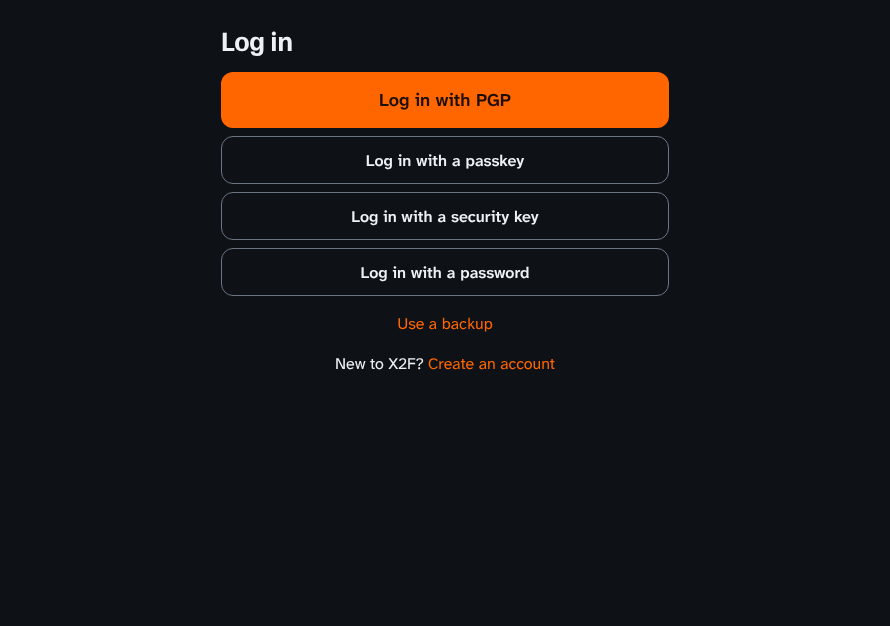 Log in
Log in with PGP
Log in with a passkey
Log in with a security key
Log in with a password
Use a backup
New to X2F? Create an account